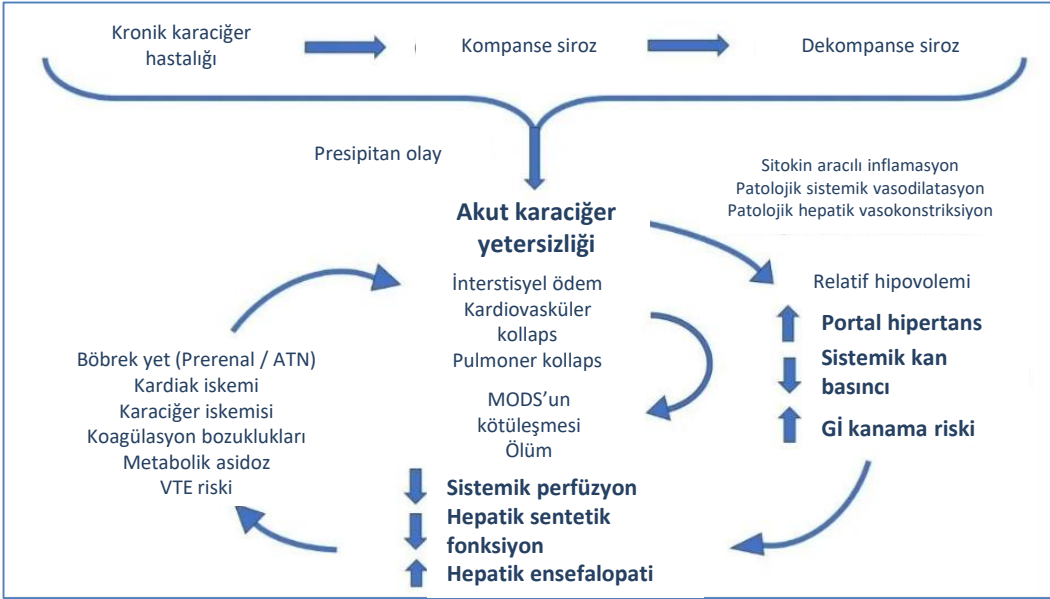 Kronik karaciğer
hastalığı
Kompanse siroz
Dekompanse siroz
Presipitan olay
Sitokin aracılı inflamasyon
Patolojik sistemik vasodilatasyon
Patolojik hepatik vasokonstriksiyon
Akut karaciğer
yetersizliği
İnterstisyel ödem
Kardiovasküler
kollaps
Pulmoner kollaps
MODS’un
kötüleşmesi
Ölüm
Relatif hipovolemi
Portal hipertans
Sistemik kan
basıncı
Gİ kanama riski
Sistemik perfüzyon
Hepatik sentetik
fonksiyon
Hepatik ensefalopati
Böbrek yet (Prerenal / ATN)
Kardiak iskemi
Karaciğer iskemisi
Koagülasyon bozuklukları
Metabolik asidoz
VTE riski